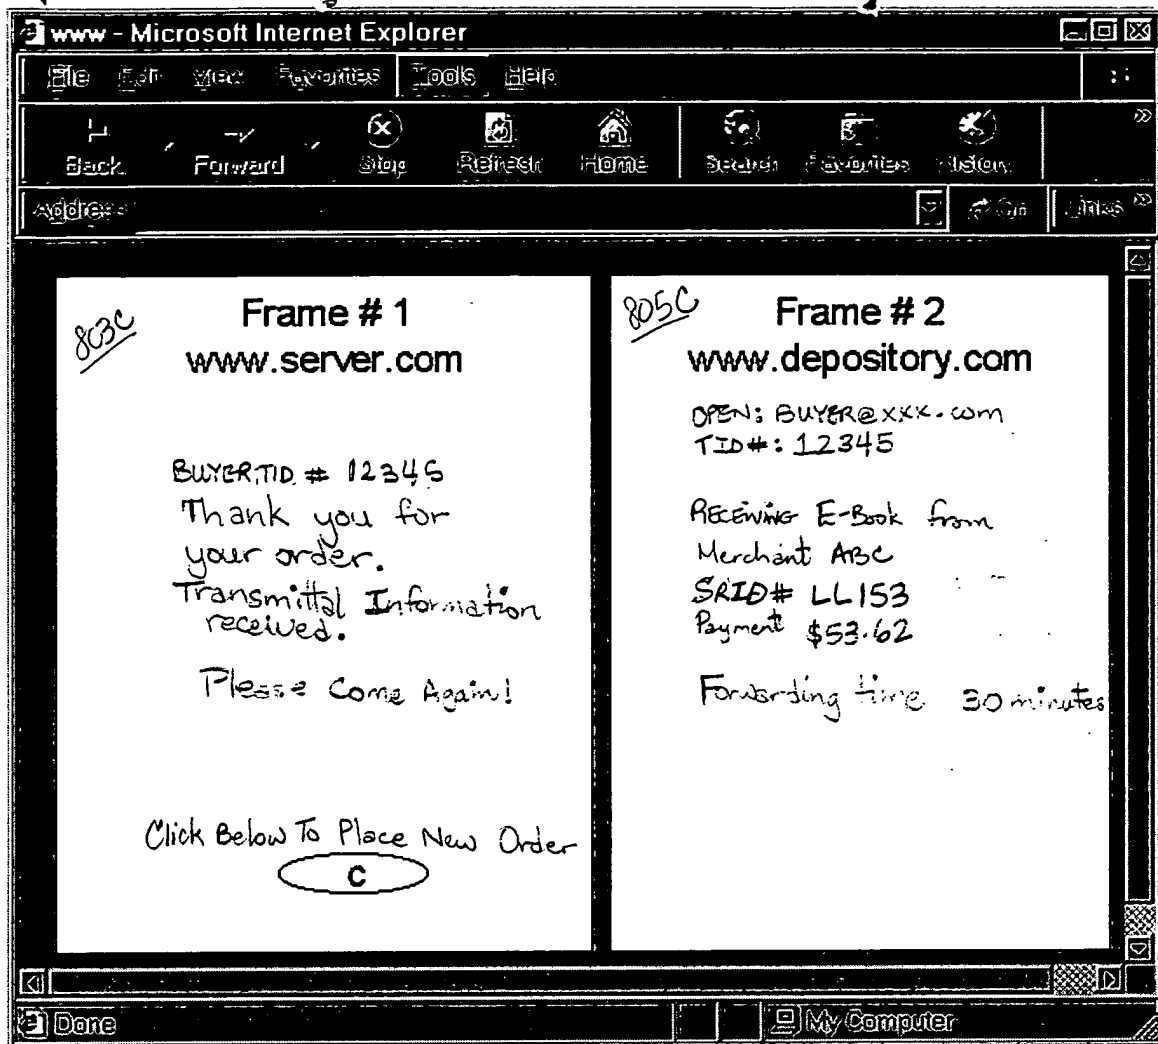 www - Microsoft Internet Explorer
File Edit View Favorites Tools Help
Back Forward Stop Refresh Home Search Favorites History
Address Go Links
803C
Frame # 1
www.server.com
BUYER TID # 12345
Thank you for
your order.
Transmittal Information
received.
Please Come Again!
Click Below To Place New Order
C
805C
Frame # 2
www.depository.com
OPEN: BUYER@xxx.com
TID#: 12345
RECEIVING E-Book from
Merchant ABC
SRID# LL153
Payment $53.62
Forwarding time 30 minutes
Done My Computer